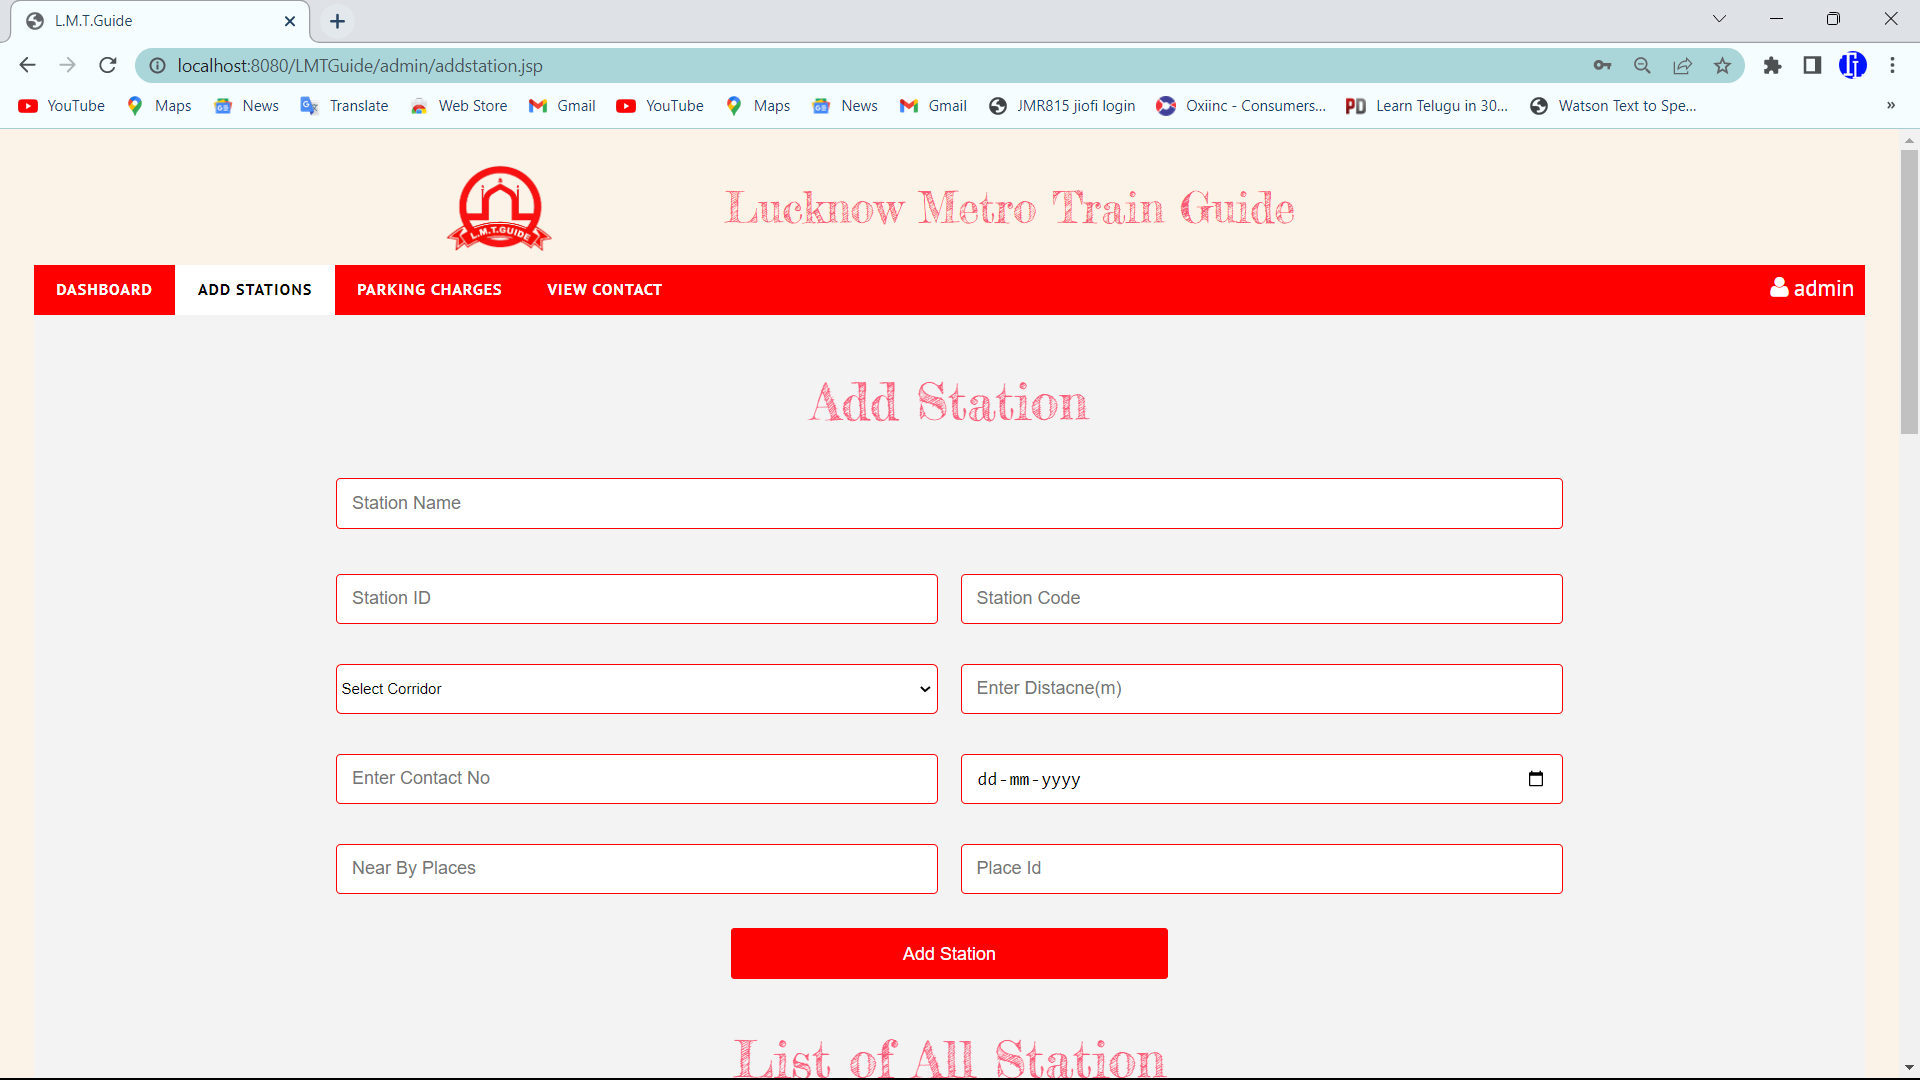 L.M.T.Guide
localhost:8080/LMTGuide/admin/addstation.jsp
YouTube Maps News Translate Web Store Gmail YouTube Maps News Gmail JMR815 jiofi login Oxiinc - Consumers... Learn Telugu in 30... Watson Text to Spe... »
L.M.T.GUIDE
Lucknow Metro Train Guide
DASHBOARD ADD STATIONS PARKING CHARGES VIEW CONTACT admin
Add Station
Station Name
Station ID Station Code
Select Corridor Enter Distacne(m)
Enter Contact No dd-mm-yyyy
Near By Places Place Id
Add Station
List of All Station